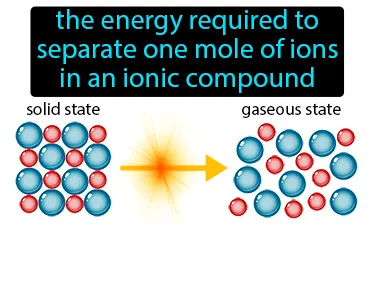 the energy required to
separate one mole of ions
in an ionic compound
solid state
gaseous state